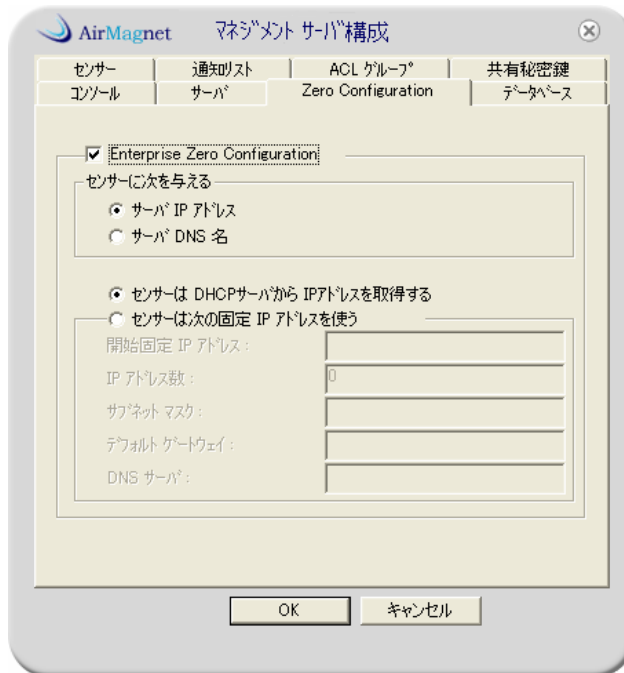 AirMagnet マネジメント サーバ構成
センサー 通知リスト ACL グループ 共有秘密鍵
コンソール サーバ Zero Configuration データベース
Enterprise Zero Configuration
センサーに次を与える
サーバ IP アドレス
サーバ DNS 名
センサーは DHCPサーバから IPアドレスを取得する
センサーは次の固定 IP アドレスを使う
開始固定 IP アドレス :
IP アドレス数 : 0
サブネット マスク :
デフォルト ゲートウェイ :
DNS サーバ :
OK キャンセル